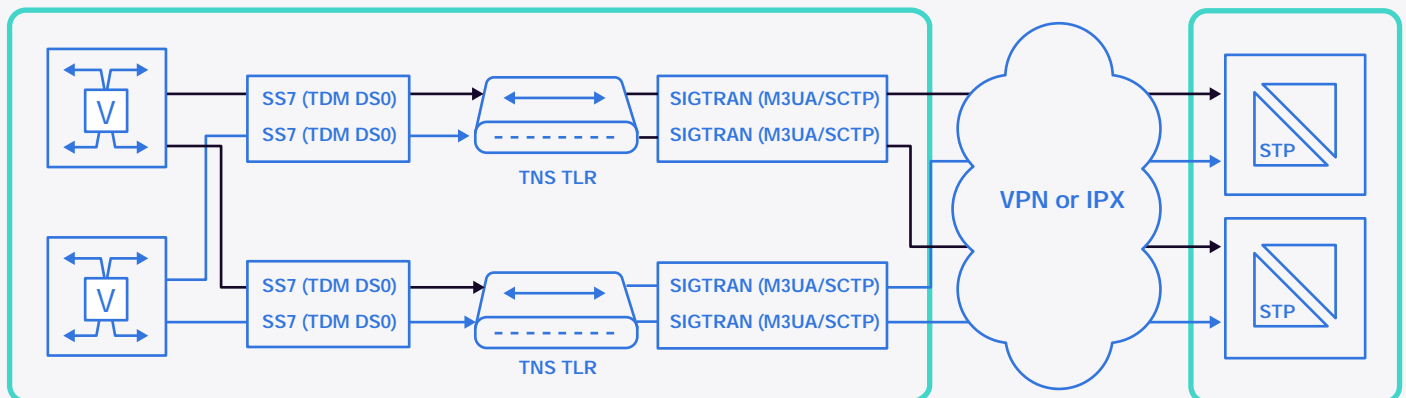 V
SS7 (TDM DS0)
SS7 (TDM DS0)
TNS TLR
SIGTRAN (M3UA/SCTP)
SIGTRAN (M3UA/SCTP)
V
SS7 (TDM DS0)
SS7 (TDM DS0)
TNS TLR
SIGTRAN (M3UA/SCTP)
SIGTRAN (M3UA/SCTP)
VPN or IPX
STP
STP